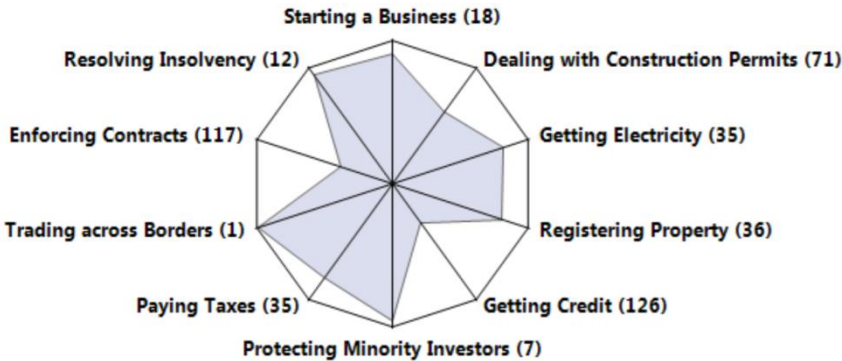 Starting a Business (18)
Resolving Insolvency (12)
Dealing with Construction Permits (71)
Enforcing Contracts (117)
Getting Electricity (35)
Trading across Borders (1)
Registering Property (36)
Paying Taxes (35)
Getting Credit (126)
Protecting Minority Investors (7)